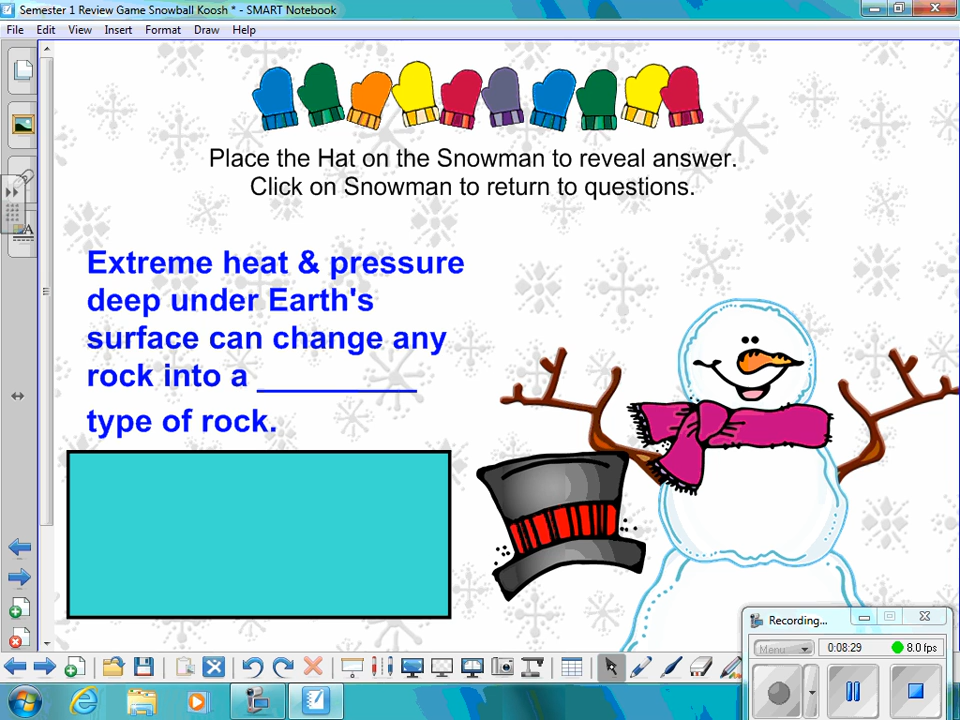 Semester 1 Review Game Snowball Koosh * - SMART Notebook
File Edit View Insert Format Draw Help
Place the Hat on the Snowman to reveal answer.
Click on Snowman to return to questions.
Extreme heat & pressure
deep under Earth's
surface can change any
rock into a _________
type of rock.
Recording...
Menu 0:08:29 8.0 fps